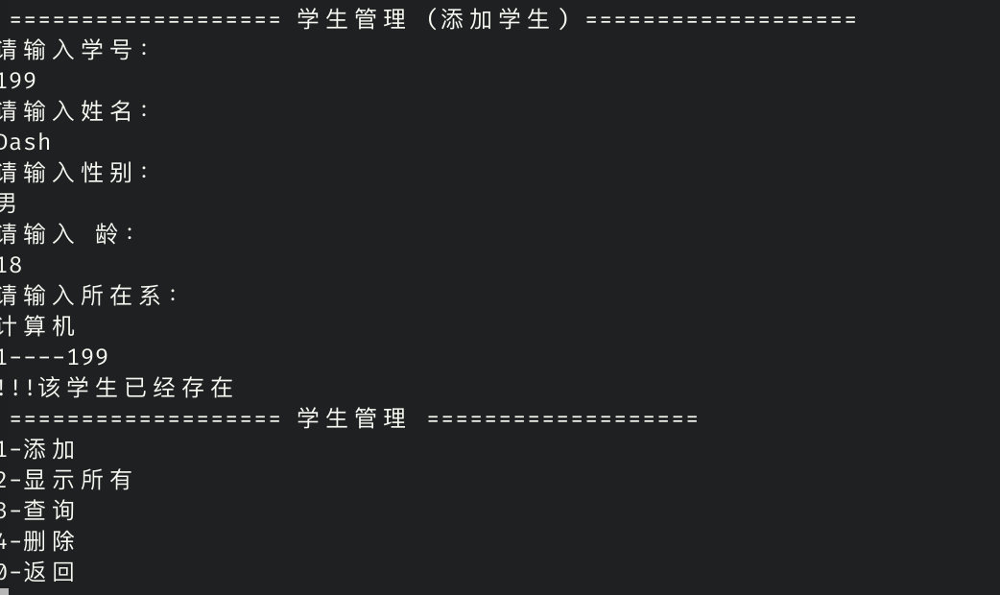 =================== 学生管理（添加学生）===================
请输入学号：
199
请输入姓名：
Dash
请输入性别：
男
请输入 龄：
18
请输入所在系：
计算机
1----199
!!!该学生已经存在
=================== 学生管理 ===================
1-添加
2-显示所有
3-查询
4-删除
0-返回